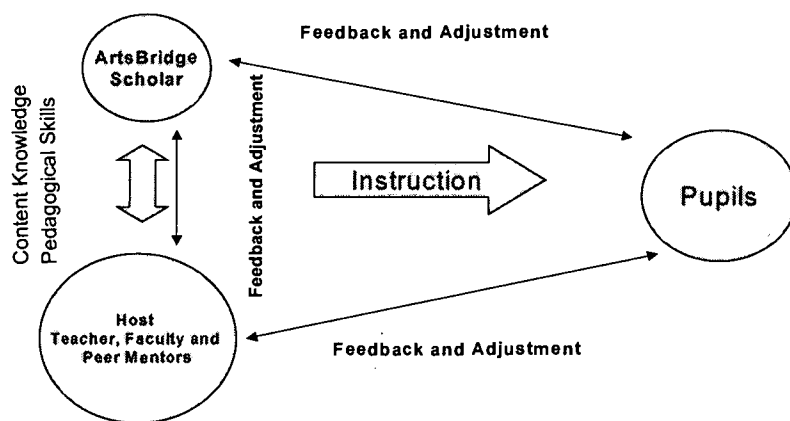 Feedback and Adjustment
ArtsBridge
Scholar
Content Knowledge
Pedagogical Skills
Feedback and Adjustment
Instruction
Pupils
Host
Teacher, Faculty and
Peer Mentors
Feedback and Adjustment